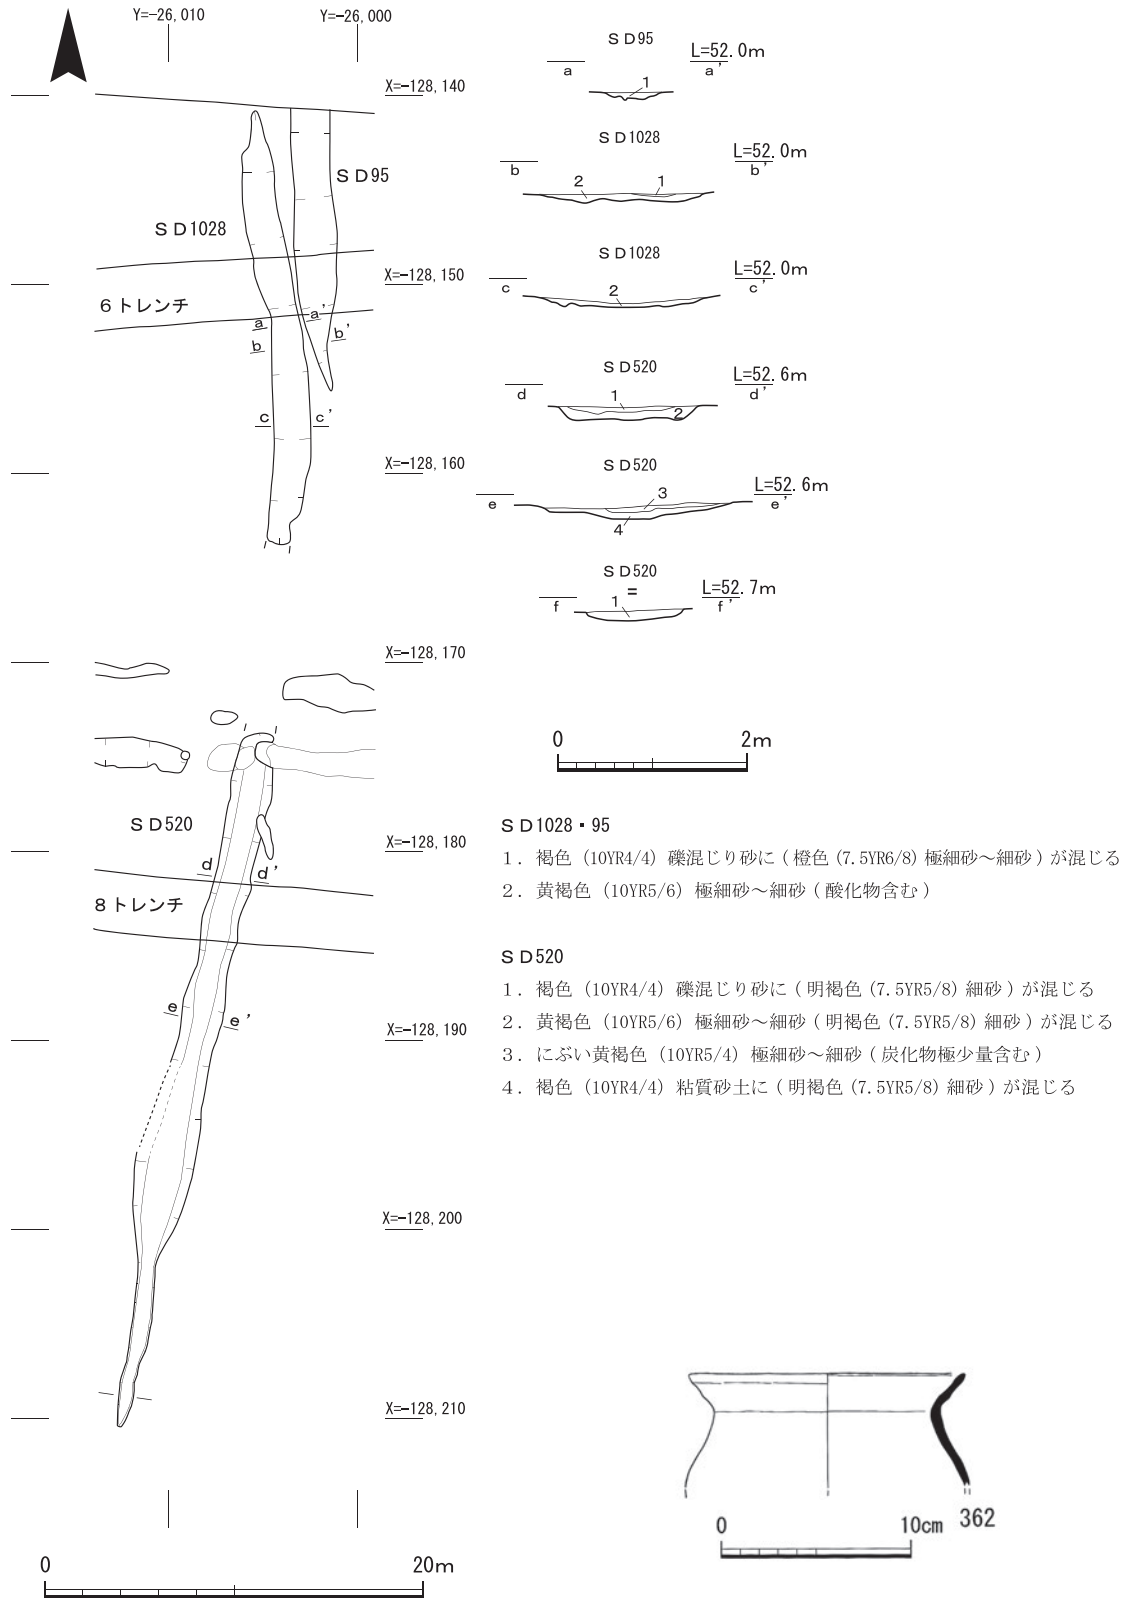 Y=-26,010
Y=-26,000
X=-128,140
SD95
SD1028
X=-128,150
6トレンチ
a
a'
b
b'
c
c'
X=-128,160
X=-128,170
SD520
X=-128,180
d
d'
8トレンチ
e
e'
X=-128,190
X=-128,200
X=-128,210
0
20m
SD95
L=52.0m
a
a'
1
SD1028
L=52.0m
b
b'
2
1
SD1028
L=52.0m
c
c'
2
SD520
L=52.6m
d
d'
1
2
SD520
L=52.6m
e
e'
3
4
SD520
=
L=52.7m
f
f'
1
0
2m
SD1028・95
1．褐色（10YR4/4）礫混じり砂に（橙色（7.5YR6/8）極細砂～細砂）が混じる
2．黄褐色（10YR5/6）極細砂～細砂（酸化物含む）
SD520
1．褐色（10YR4/4）礫混じり砂に（明褐色（7.5YR5/8）細砂）が混じる
2．黄褐色（10YR5/6）極細砂～細砂（明褐色（7.5YR5/8）細砂）が混じる
3．にぶい黄褐色（10YR5/4）極細砂～細砂（炭化物極少量含む）
4．褐色（10YR4/4）粘質砂土に（明褐色（7.5YR5/8）細砂）が混じる
0
10cm
362